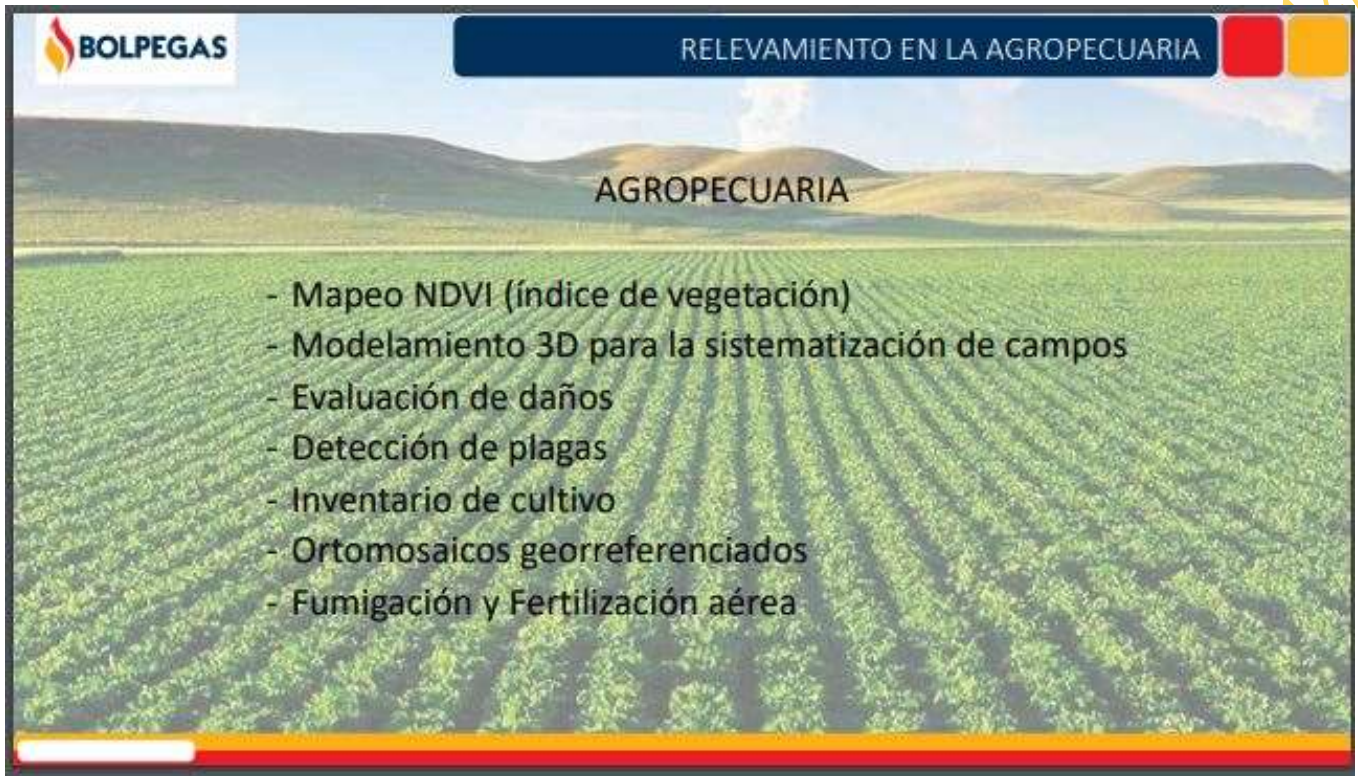 BOLPEGAS
RELEVAMIENTO EN LA AGROPECUARIA
AGROPECUARIA
- Mapeo NDVI (índice de vegetación)
- Modelamiento 3D para la sistematización de campos
- Evaluación de daños
- Detección de plagas
- Inventario de cultivo
- Ortomosaicos georreferenciados
- Fumigación y Fertilización aérea